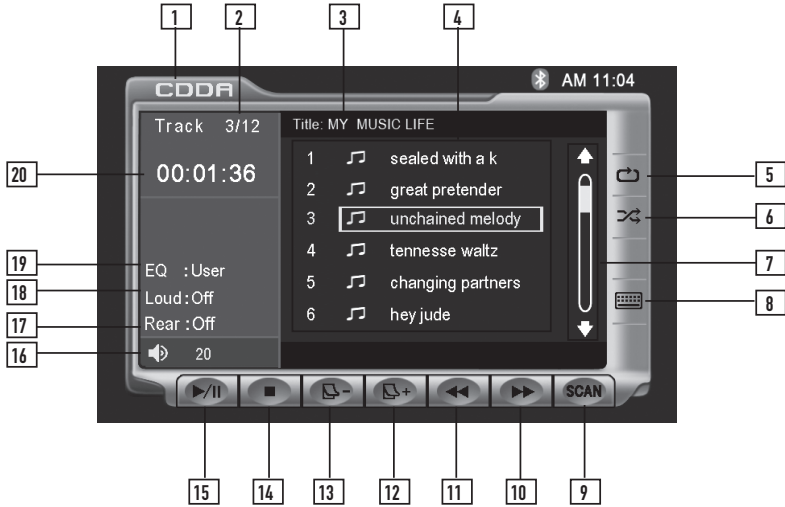 1 2 3 4
CDDA
AM 11:04
Track 3/12
Title: MY MUSIC LIFE
00:01:36
1 sealed with a k
2 great pretender
3 unchained melody
4 tennesse waltz
5 changing partners
6 hey jude
EQ :User
Loud:Off
Rear:Off
20
SCAN
5
6
7
8
20
19
18
17
16
15 14 13 12 11 10 9